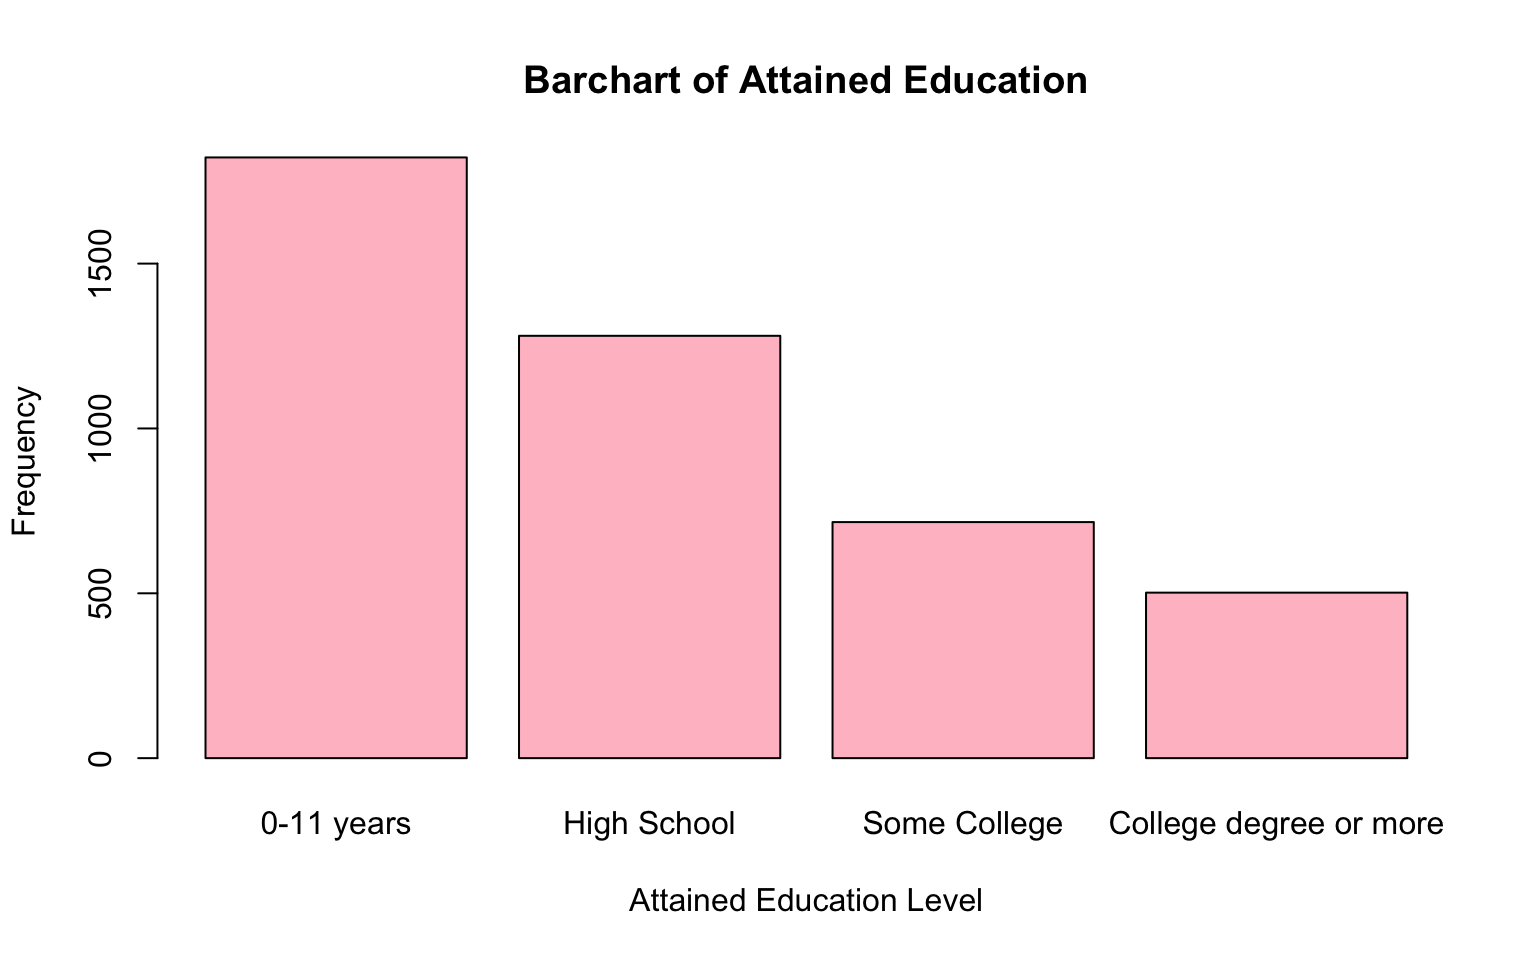 Barchart of Attained Education
Frequency
1500
1000
500
0
0-11 years
High School
Some College
College degree or more
Attained Education Level